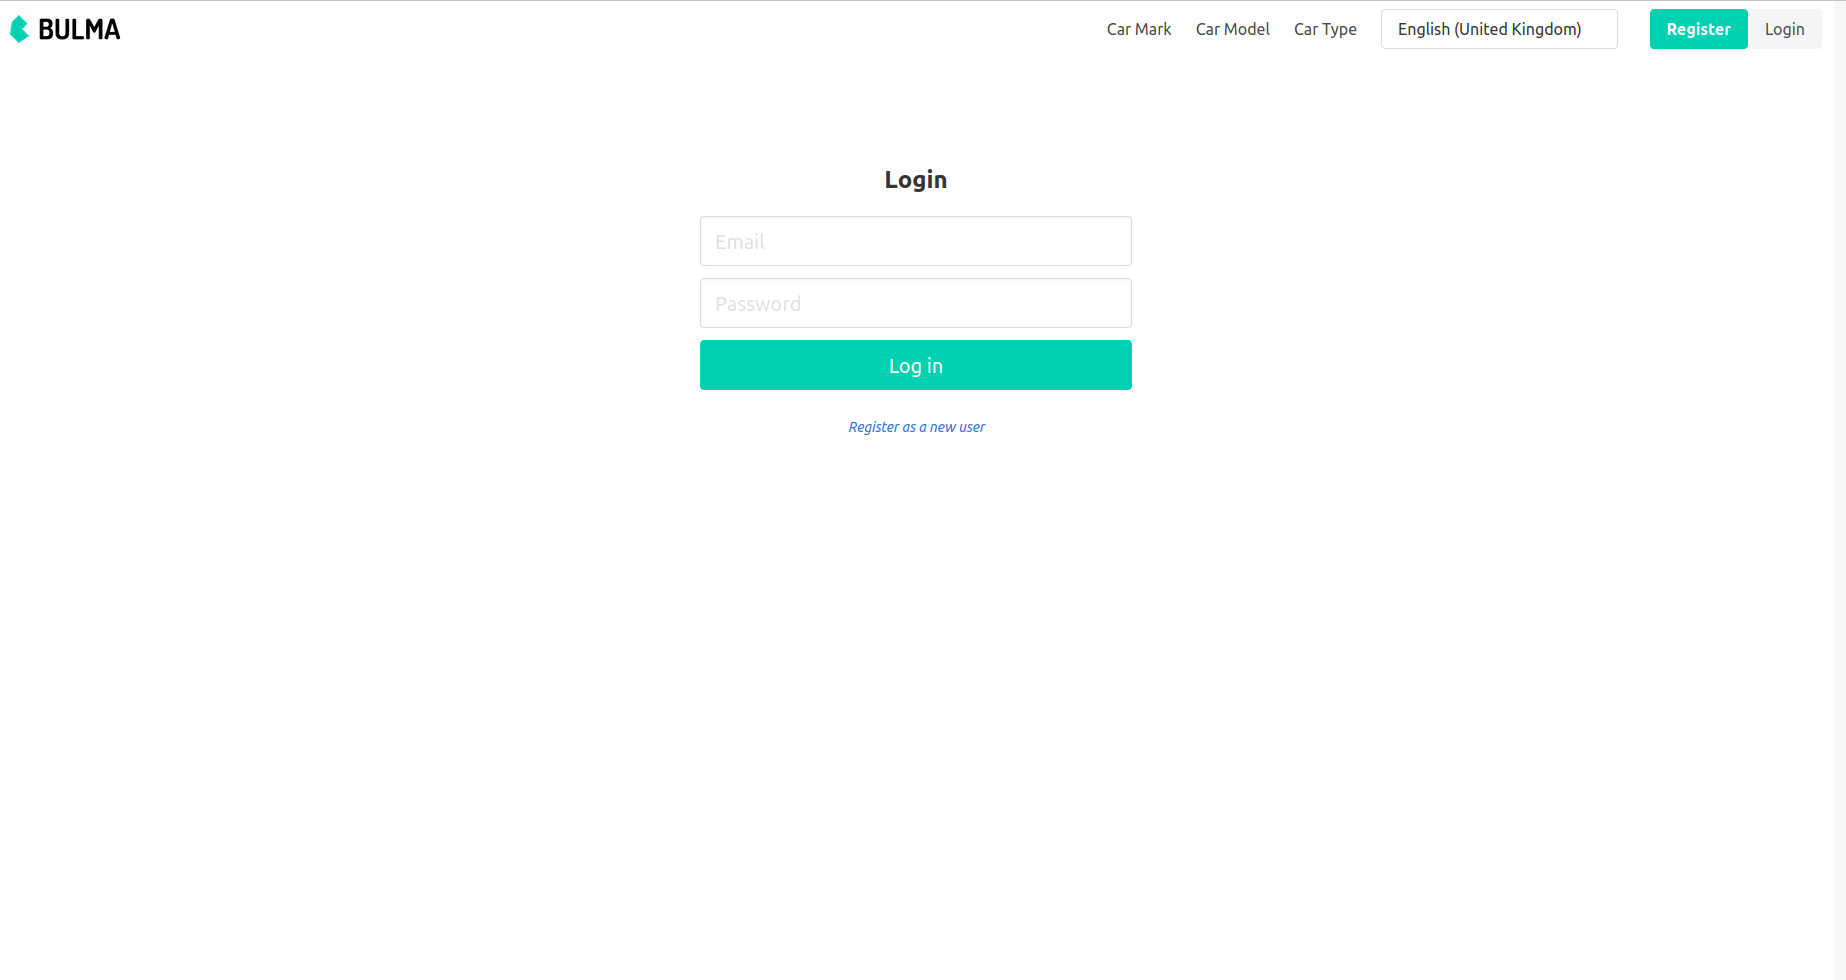 BULMA
Car Mark Car Model Car Type English (United Kingdom) Register Login
Login
Email
Password
Log in
Register as a new user